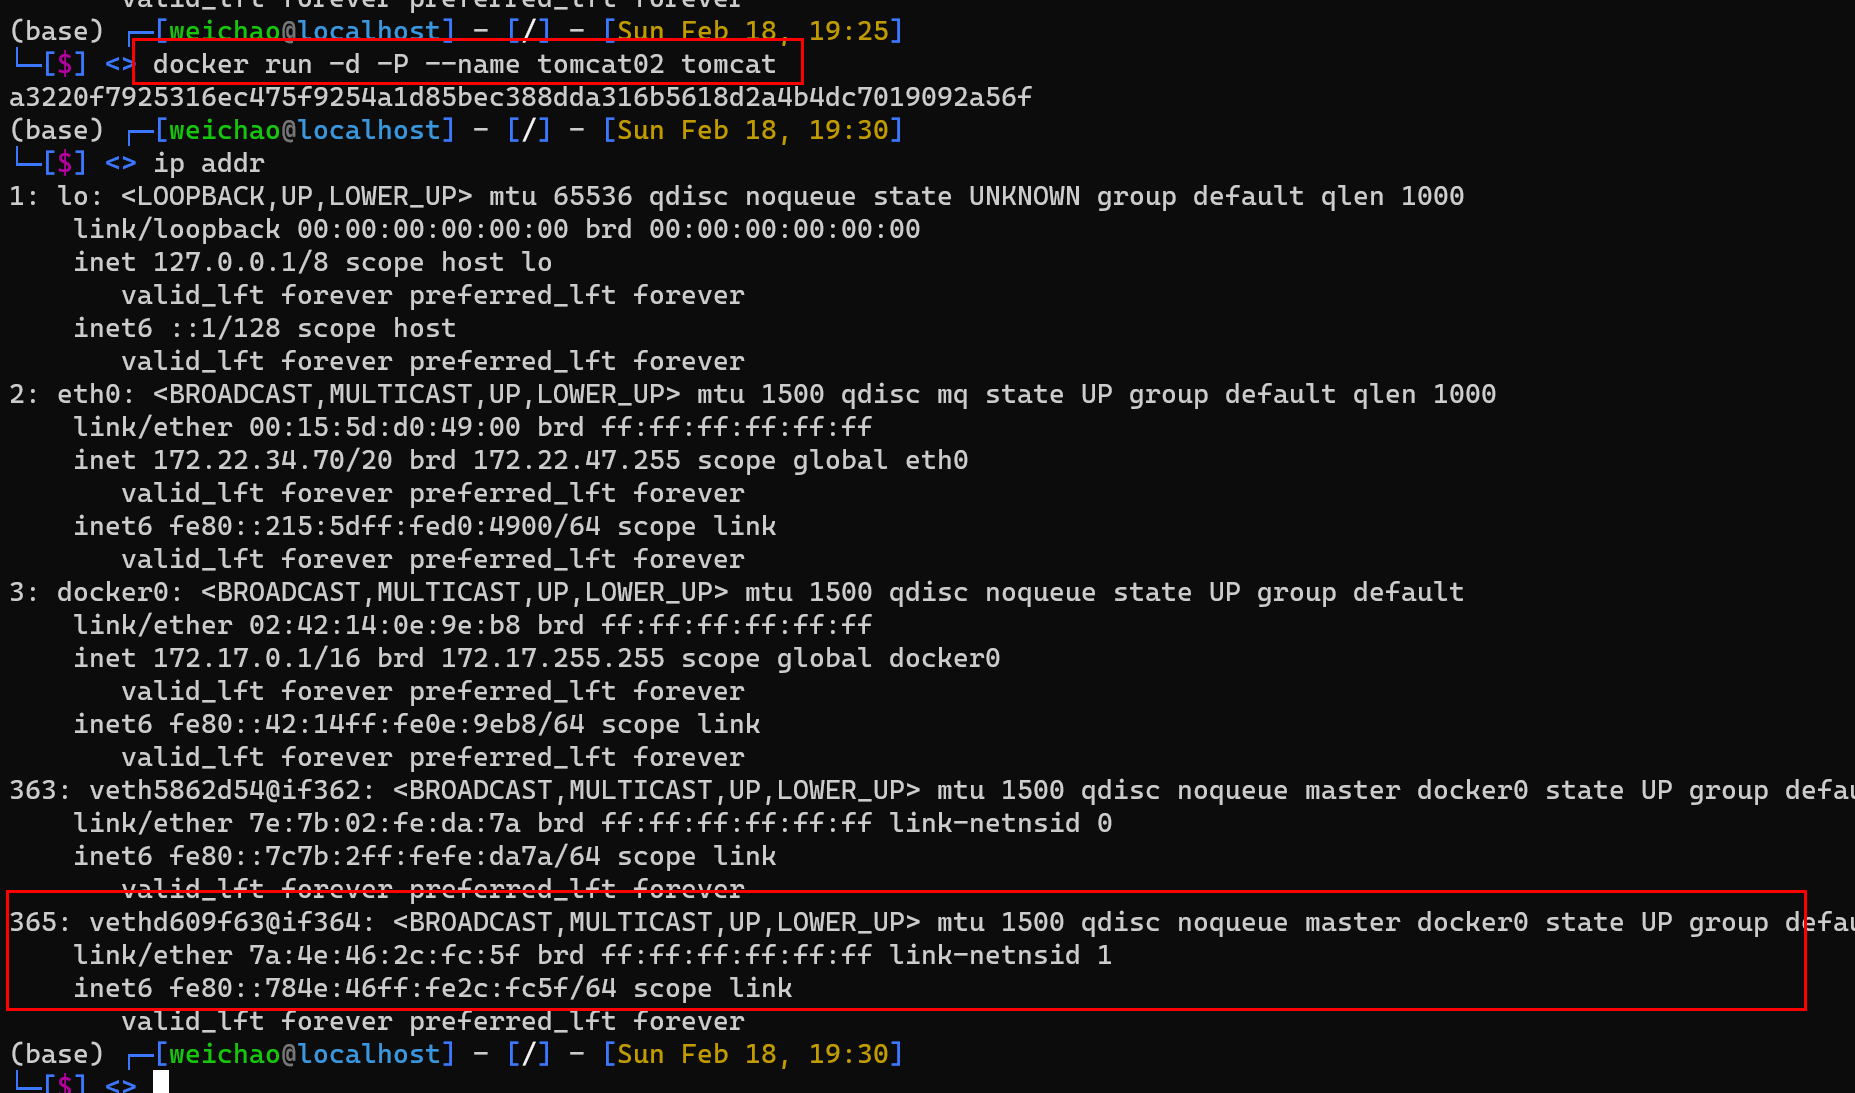 valid_lft forever preferred_lft forever
(base) ┌─[weichao@localhost] - [/] - [Sun Feb 18, 19:25]
└─[$] <> docker run -d -P --name tomcat02 tomcat
a3220f7925316ec475f9254a1d85bec388dda316b5618d2a4b4dc7019092a56f
(base) ┌─[weichao@localhost] - [/] - [Sun Feb 18, 19:30]
└─[$] <> ip addr
1: lo: <LOOPBACK,UP,LOWER_UP> mtu 65536 qdisc noqueue state UNKNOWN group default qlen 1000
    link/loopback 00:00:00:00:00:00 brd 00:00:00:00:00:00
    inet 127.0.0.1/8 scope host lo
       valid_lft forever preferred_lft forever
    inet6 ::1/128 scope host
       valid_lft forever preferred_lft forever
2: eth0: <BROADCAST,MULTICAST,UP,LOWER_UP> mtu 1500 qdisc mq state UP group default qlen 1000
    link/ether 00:15:5d:d0:49:00 brd ff:ff:ff:ff:ff:ff
    inet 172.22.34.70/20 brd 172.22.47.255 scope global eth0
       valid_lft forever preferred_lft forever
    inet6 fe80::215:5dff:fed0:4900/64 scope link
       valid_lft forever preferred_lft forever
3: docker0: <BROADCAST,MULTICAST,UP,LOWER_UP> mtu 1500 qdisc noqueue state UP group default
    link/ether 02:42:14:0e:9e:b8 brd ff:ff:ff:ff:ff:ff
    inet 172.17.0.1/16 brd 172.17.255.255 scope global docker0
       valid_lft forever preferred_lft forever
    inet6 fe80::42:14ff:fe0e:9eb8/64 scope link
       valid_lft forever preferred_lft forever
363: veth5862d54@if362: <BROADCAST,MULTICAST,UP,LOWER_UP> mtu 1500 qdisc noqueue master docker0 state UP group defau
    link/ether 7e:7b:02:fe:da:7a brd ff:ff:ff:ff:ff:ff link-netnsid 0
    inet6 fe80::7c7b:2ff:fefe:da7a/64 scope link
       valid_lft forever preferred_lft forever
365: vethd609f63@if364: <BROADCAST,MULTICAST,UP,LOWER_UP> mtu 1500 qdisc noqueue master docker0 state UP group defau
    link/ether 7a:4e:46:2c:fc:5f brd ff:ff:ff:ff:ff:ff link-netnsid 1
    inet6 fe80::784e:46ff:fe2c:fc5f/64 scope link
       valid_lft forever preferred_lft forever
(base) ┌─[weichao@localhost] - [/] - [Sun Feb 18, 19:30]
└─[$] <>